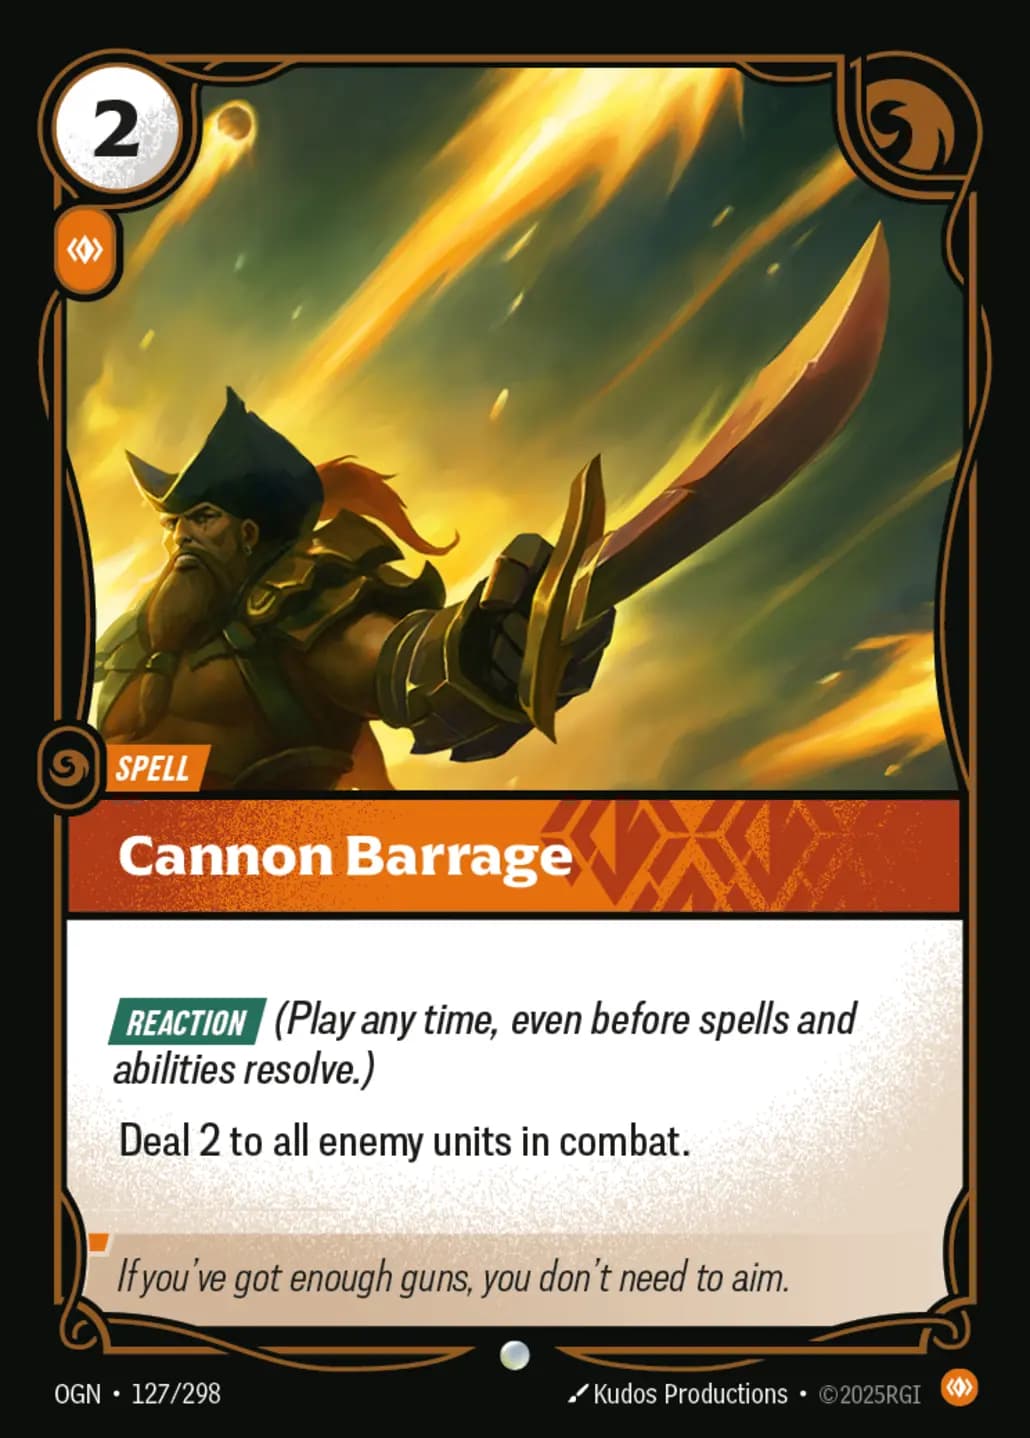 2
SPELL
Cannon Barrage
REACTION (Play any time, even before spells and
abilities resolve.)
Deal 2 to all enemy units in combat.
If you've got enough guns, you don't need to aim.
OGN • 127/298
Kudos Productions • ©2025RGI